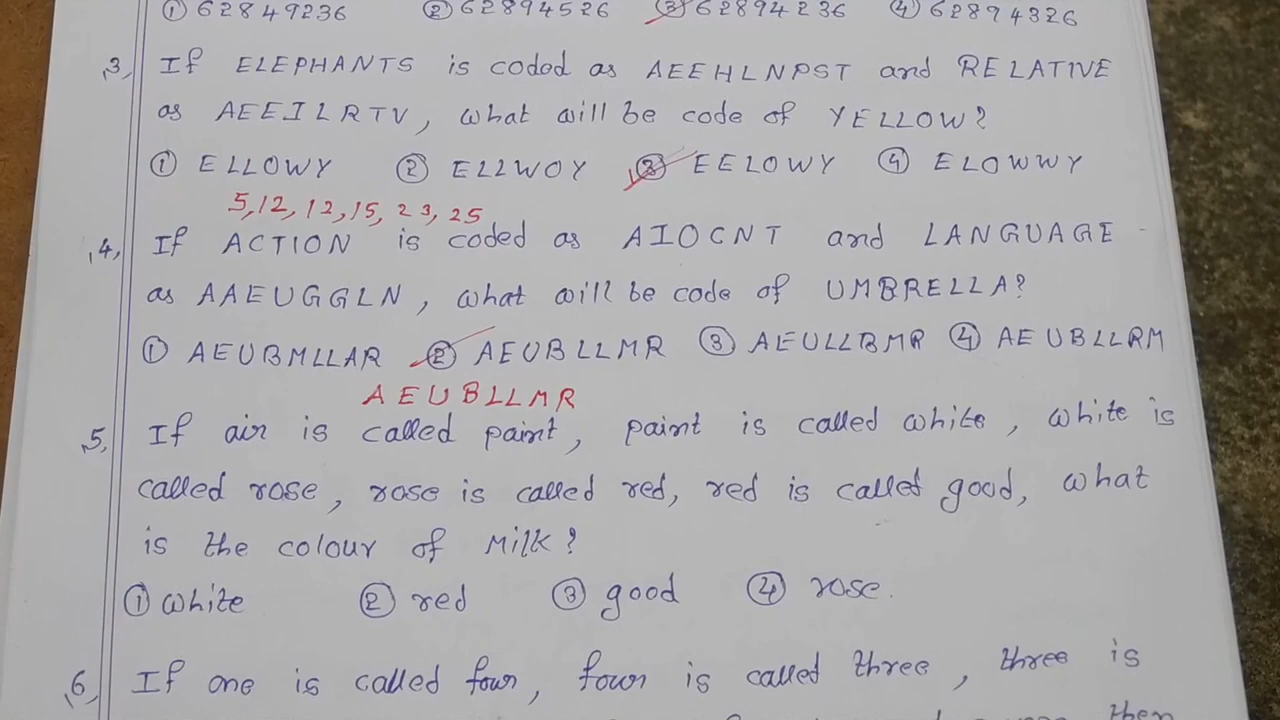 ① 62849236 ② 62894526 ③ 62894236 ④ 62894326
3, If ELEPHANTS is coded as AEEHLNPST and RELATIVE
as AEEILRTV, what will be code of YELLOW?
① ELLOWY ② ELLWOY ③ EELOWY ④ ELOWWY
5,12,12,15,23,25
4, If ACTION is coded as AIOCNT and LANGUAGE
as AAEUGGLN, what will be code of UMBRELLA?
① AEUBMLLAR ② AEUBLLMR ③ AEULLBMR ④ AEUBLLRM
AEUBLLMR
5, If air is called paint, paint is called white, white is
called rose, rose is called red, red is called good, what
is the colour of Milk?
① white ② red ③ good ④ rose.
6, If one is called four, four is called three, three is
then